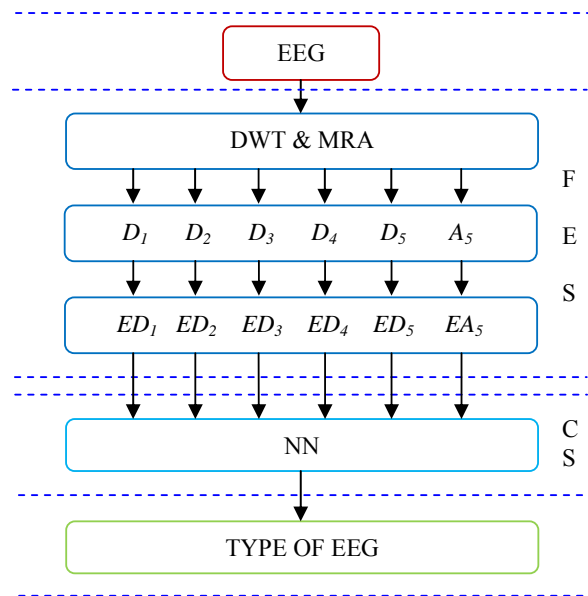 EEG
DWT & MRA
F
D₁ D₂ D₃ D₄ D₅ A₅
E
S
ED₁ ED₂ ED₃ ED₄ ED₅ EA₅
C
NN
S
TYPE OF EEG